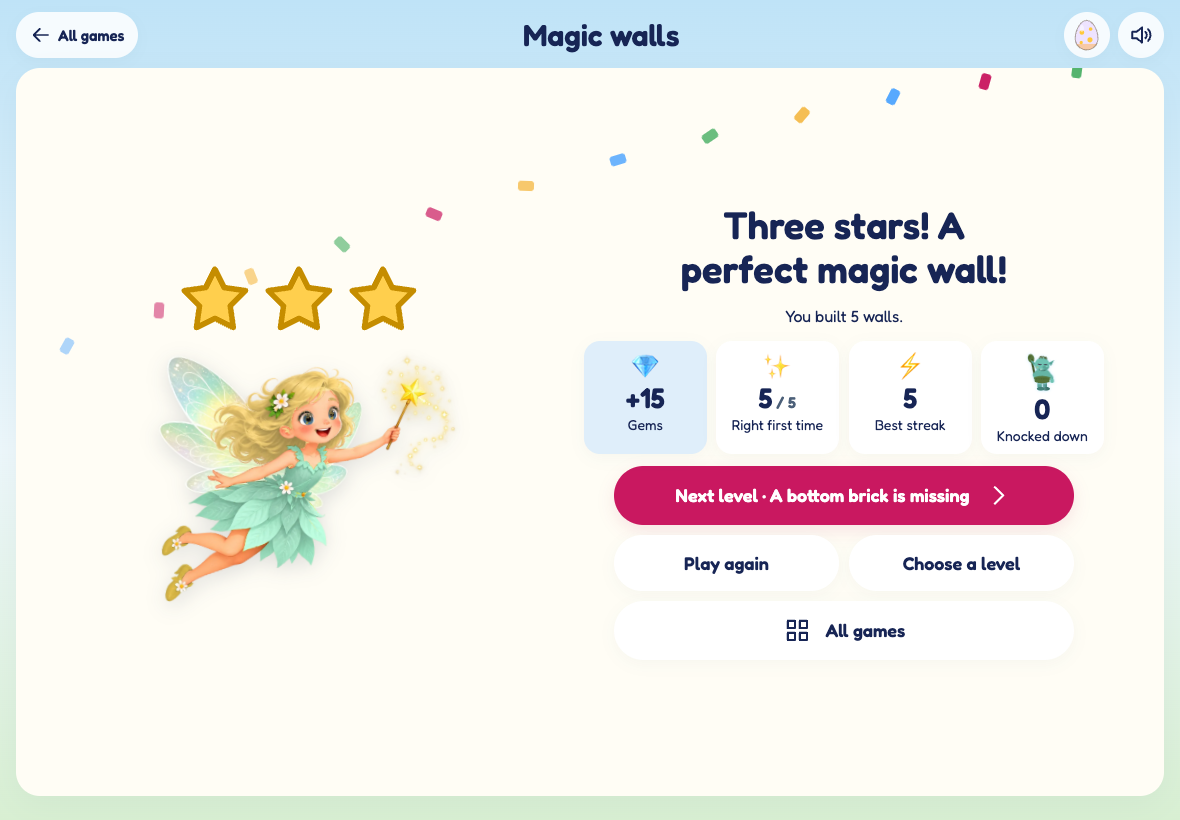 All games
Magic walls
Three stars! A
perfect magic wall!
You built 5 walls.
+15
Gems
5 / 5
Right first time
5
Best streak
0
Knocked down
Next level · A bottom brick is missing
Play again
Choose a level
All games